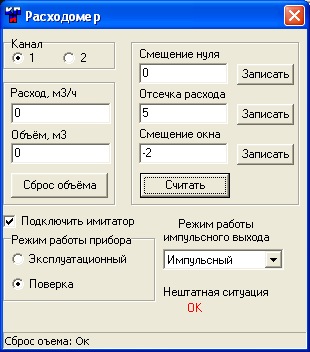 Расходомер
Канал
1 2
Расход, м3/ч
0
Объём, м3
0
Сброс объёма
Смещение нуля
0 Записать
Отсечка расхода
5 Записать
Смещение окна
-2 Записать
Считать
Подключить имитатор
Режим работы прибора
Эксплуатационный
Поверка
Режим работы
импульсного выхода
Импульсный
Нештатная ситуация
OK
Сброс оъема: Ок